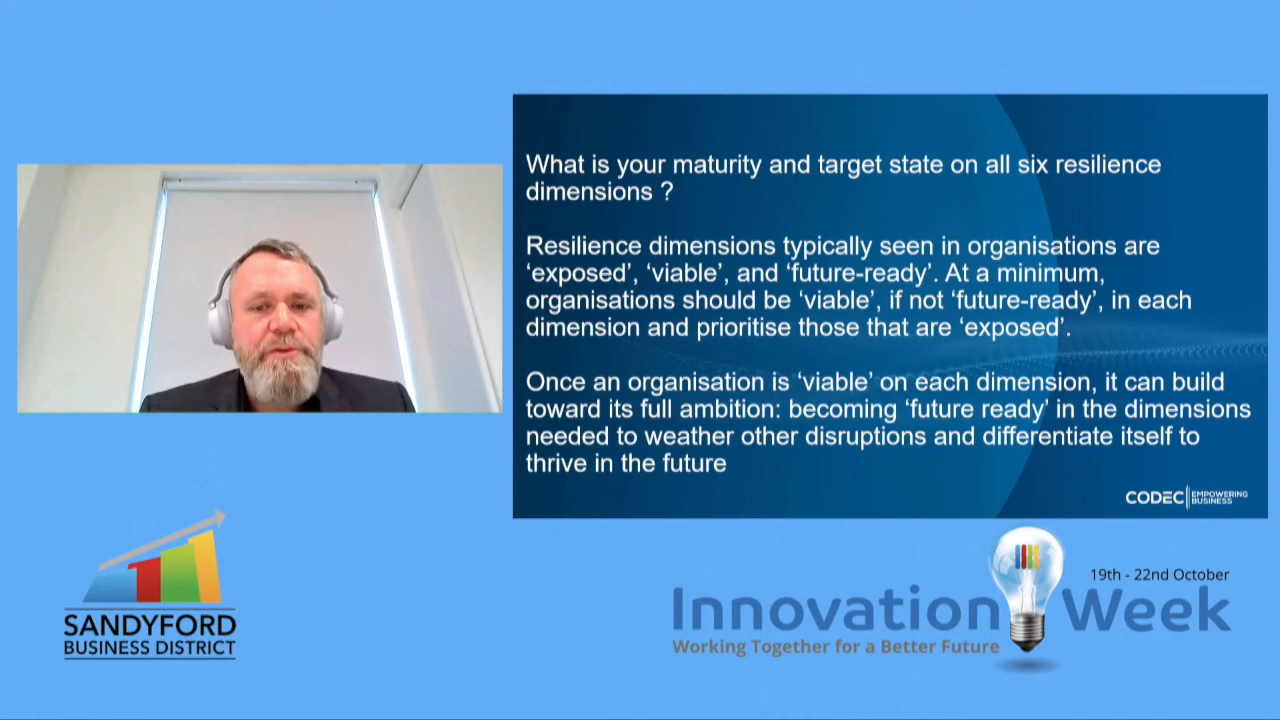 What is your maturity and target state on all six resilience
dimensions ?
Resilience dimensions typically seen in organisations are
‘exposed’, ‘viable’, and ‘future-ready’. At a minimum,
organisations should be ‘viable’, if not ‘future-ready’, in each
dimension and prioritise those that are ‘exposed’.
Once an organisation is ‘viable’ on each dimension, it can build
toward its full ambition: becoming ‘future ready’ in the dimensions
needed to weather other disruptions and differentiate itself to
thrive in the future
CODEC EMPOWERING
BUSINESS
SANDYFORD
BUSINESS DISTRICT
19th - 22nd October
Innovation Week
Working Together for a Better Future